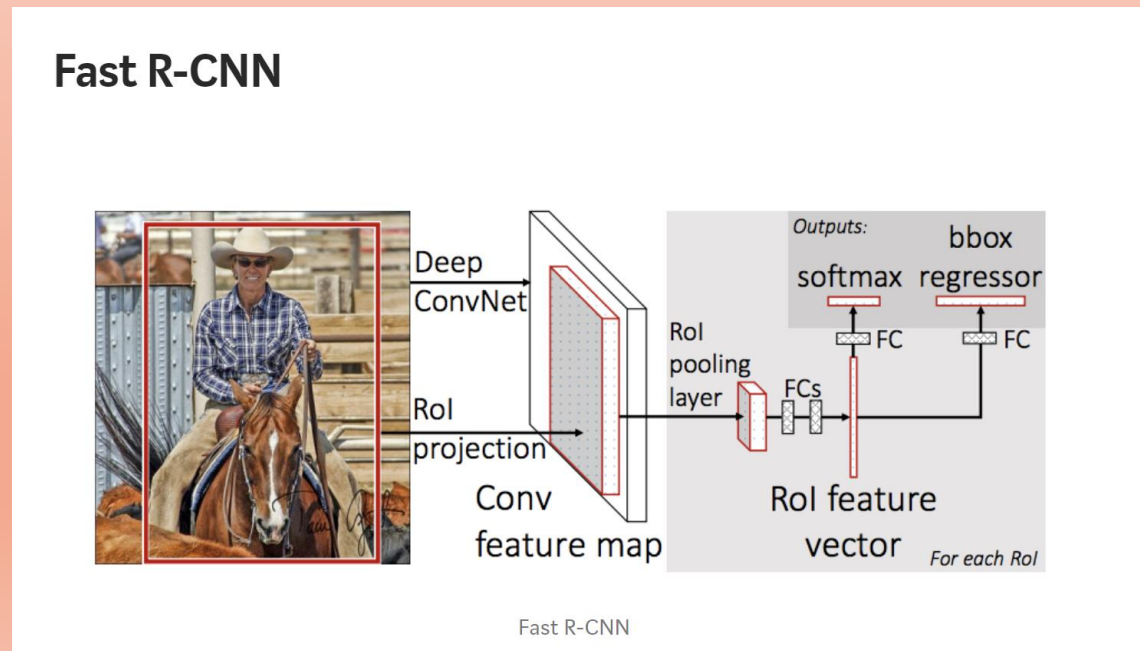 Fast R-CNN
Deep
ConvNet
RoI
projection
Conv
feature map
RoI
pooling
layer
FCs
Outputs:
softmax
bbox
regressor
FC
FC
RoI feature
vector
For each RoI
Fast R-CNN